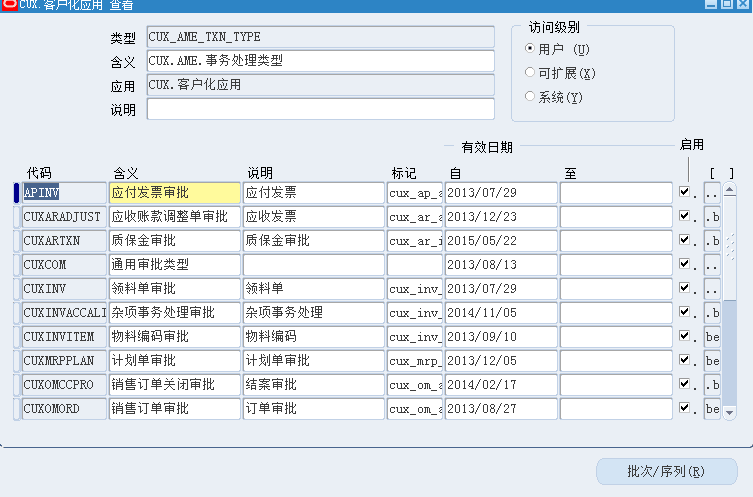 CUX.客户化应用 查看
类型 CUX_AME_TXN_TYPE
含义 CUX.AME.事务处理类型
应用 CUX.客户化应用
说明
访问级别
用户 (U)
可扩展(X)
系统(Y)
有效日期 启用
代码 含义 说明 标记 自 至 [ ]
APINV 应付发票审批 应付发票 cux_ap_a 2013/07/29 ..
CUXARADJUST 应收账款调整单审批 应收发票 cux_ar_a 2013/12/23 .b
CUXARTXN 质保金审批 质保金审批 cux_ar_i 2015/05/22 ..
CUXCOM 通用审批类型 2013/08/13 ..
CUXINV 领料单审批 领料单 cux_inv_ 2013/07/29 ..
CUXINVACCALI 杂项事务处理审批 杂项事务处理 cux_inv_ 2014/11/05 .b
CUXINVITEM 物料编码审批 物料编码 cux_inv_ 2013/09/10 be
CUXMRPPLAN 计划单审批 计划单审批 cux_mrp_ 2013/12/05 be
CUXOMCCPRO 销售订单关闭审批 结案审批 cux_om_a 2014/02/17 .b
CUXOMORD 销售订单审批 订单审批 cux_om_a 2013/08/27 be
批次/序列(R)